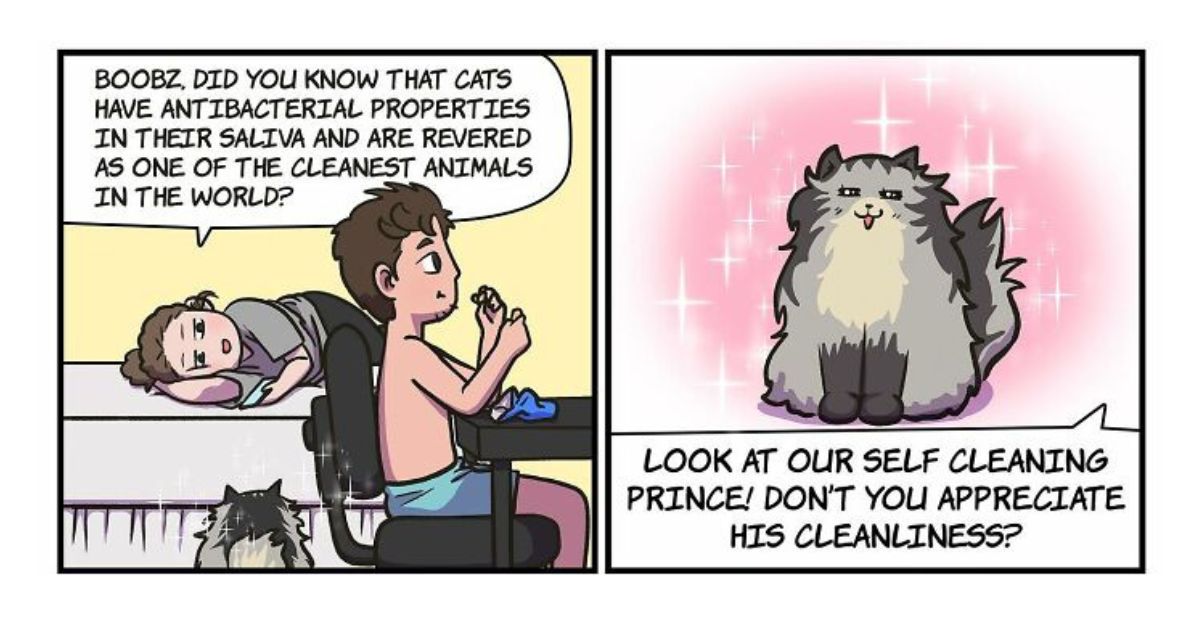 BOOBZ, DID YOU KNOW THAT CATS
HAVE ANTIBACTERIAL PROPERTIES
IN THEIR SALIVA AND ARE REVERED
AS ONE OF THE CLEANEST ANIMALS
IN THE WORLD?
LOOK AT OUR SELF CLEANING
PRINCE! DON'T YOU APPRECIATE
HIS CLEANLINESS?